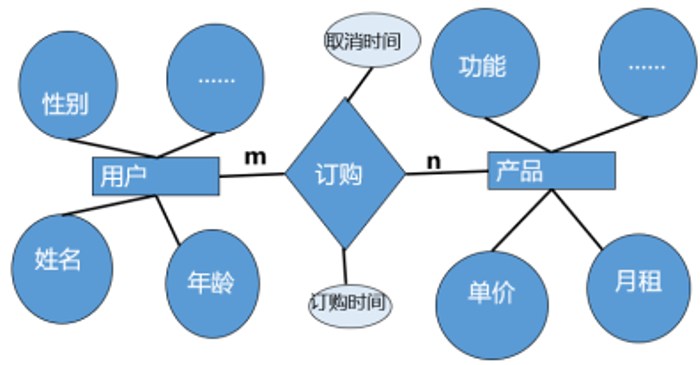 取消时间
性别
……
功能
……
用户
m
订购
n
产品
姓名
年龄
订购时间
单价
月租